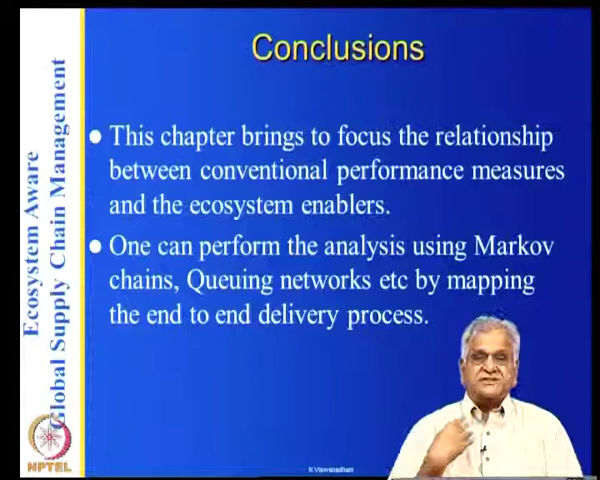 Conclusions
This chapter brings to focus the relationship
between conventional performance measures
and the ecosystem enablers.
One can perform the analysis using Markov
chains, Queuing networks etc by mapping
the end to end delivery process.
Ecosystem Aware
Global Supply Chain Management
NPTEL
N.Viswanadham